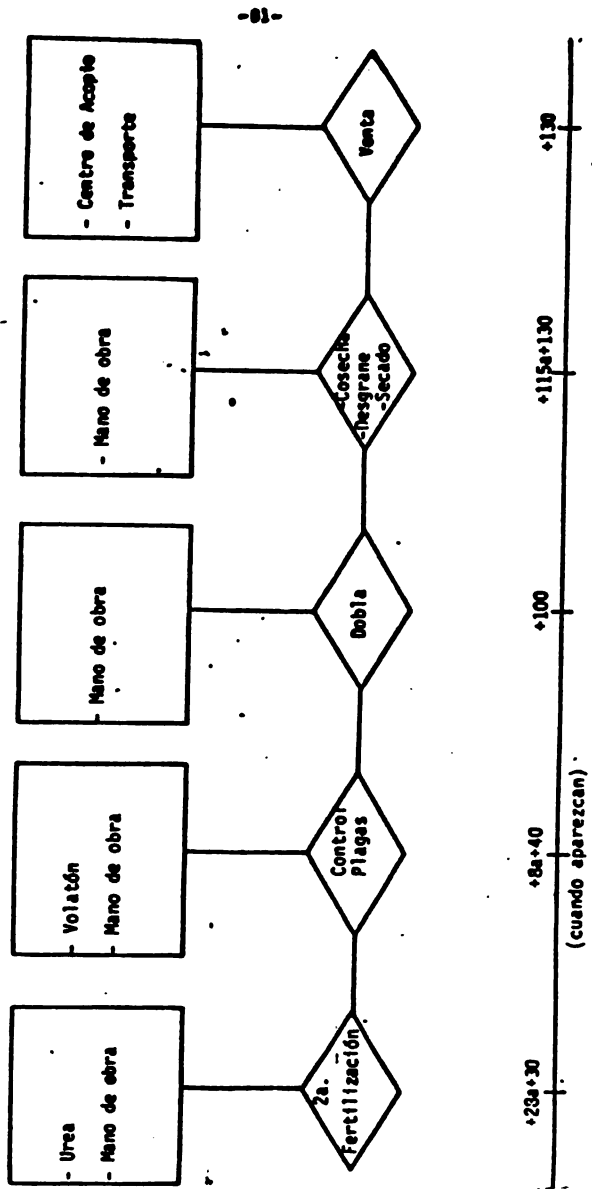 -81-
- Urea
- Mano de obra
- Volatón
- Mano de obra
- Mano de obra
- Mano de obra
- Centro de Acopio
- Transporte
2a.
Fertilización
Control
Plagas
Dobla
-Cosecha
-Desgrane
-Secado
Venta
+28a+30
+8a+40
(cuando aparezcan)
+100
+115a+130
+130